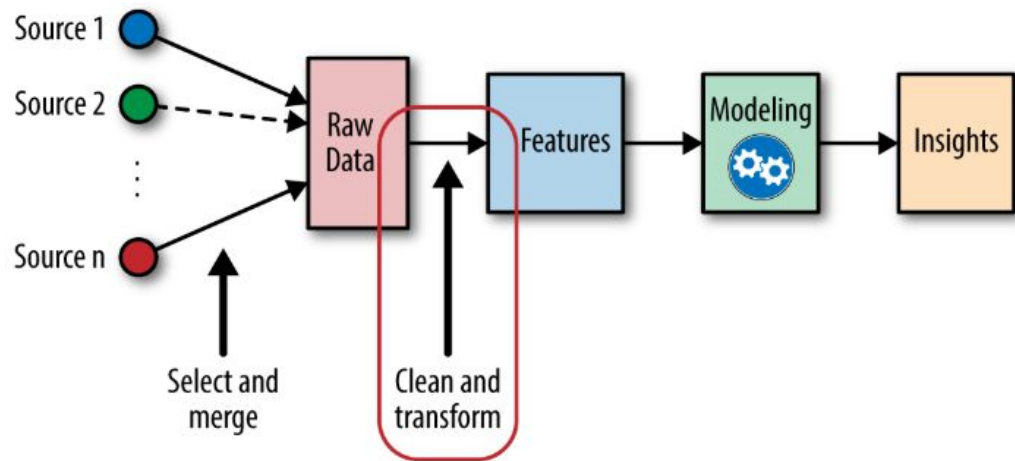 Source 1
Source 2
Source n
Raw
Data
Features
Modeling
Insights
Select and
merge
Clean and
transform